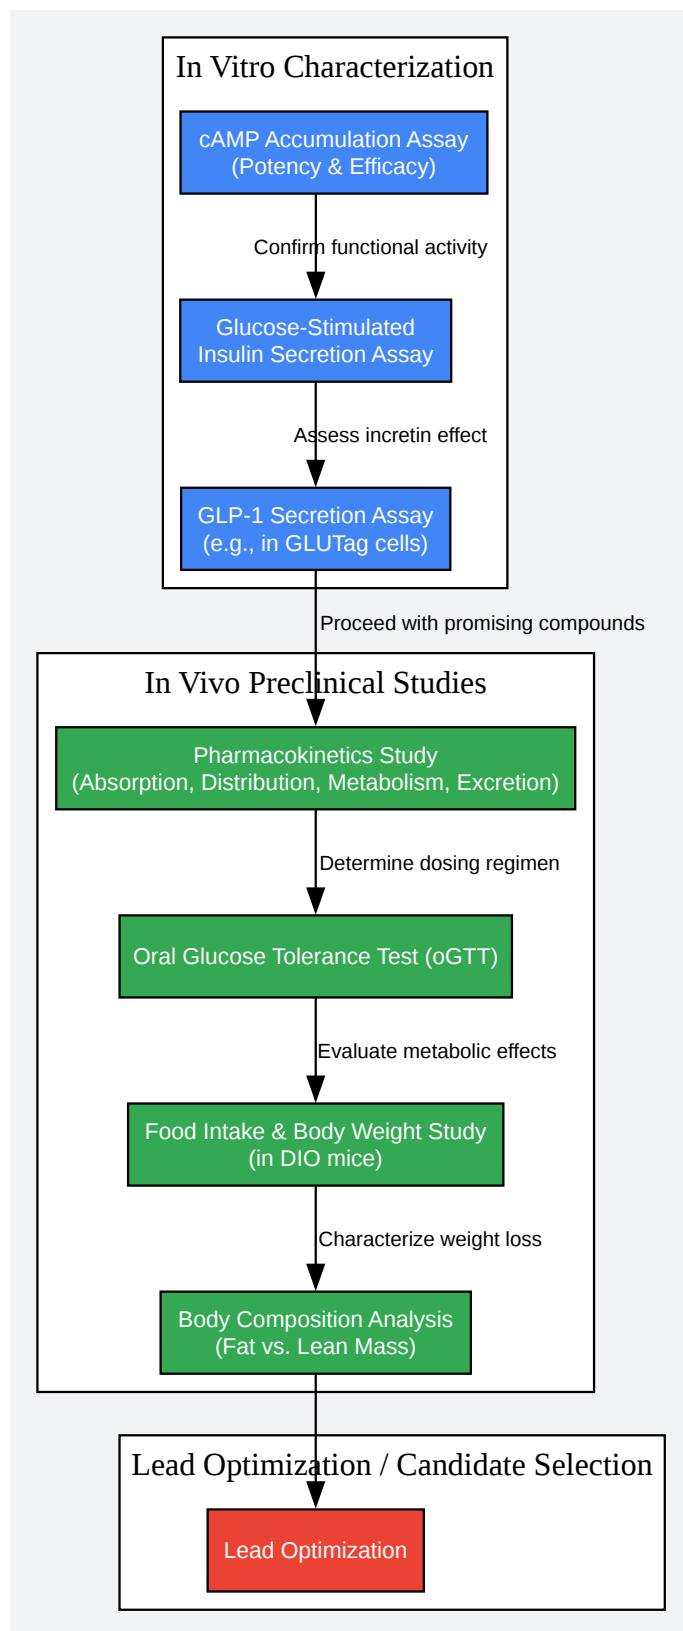 In Vitro Characterization
cAMP Accumulation Assay
(Potency & Efficacy)
Confirm functional activity
Glucose-Stimulated
Insulin Secretion Assay
Assess incretin effect
GLP-1 Secretion Assay
(e.g., in GLUTag cells)
Proceed with promising compounds
In Vivo Preclinical Studies
Pharmacokinetics Study
(Absorption, Distribution, Metabolism, Excretion)
Determine dosing regimen
Oral Glucose Tolerance Test (oGTT)
Evaluate metabolic effects
Food Intake & Body Weight Study
(in DIO mice)
Characterize weight loss
Body Composition Analysis
(Fat vs. Lean Mass)
Lead Optimization / Candidate Selection
Lead Optimization